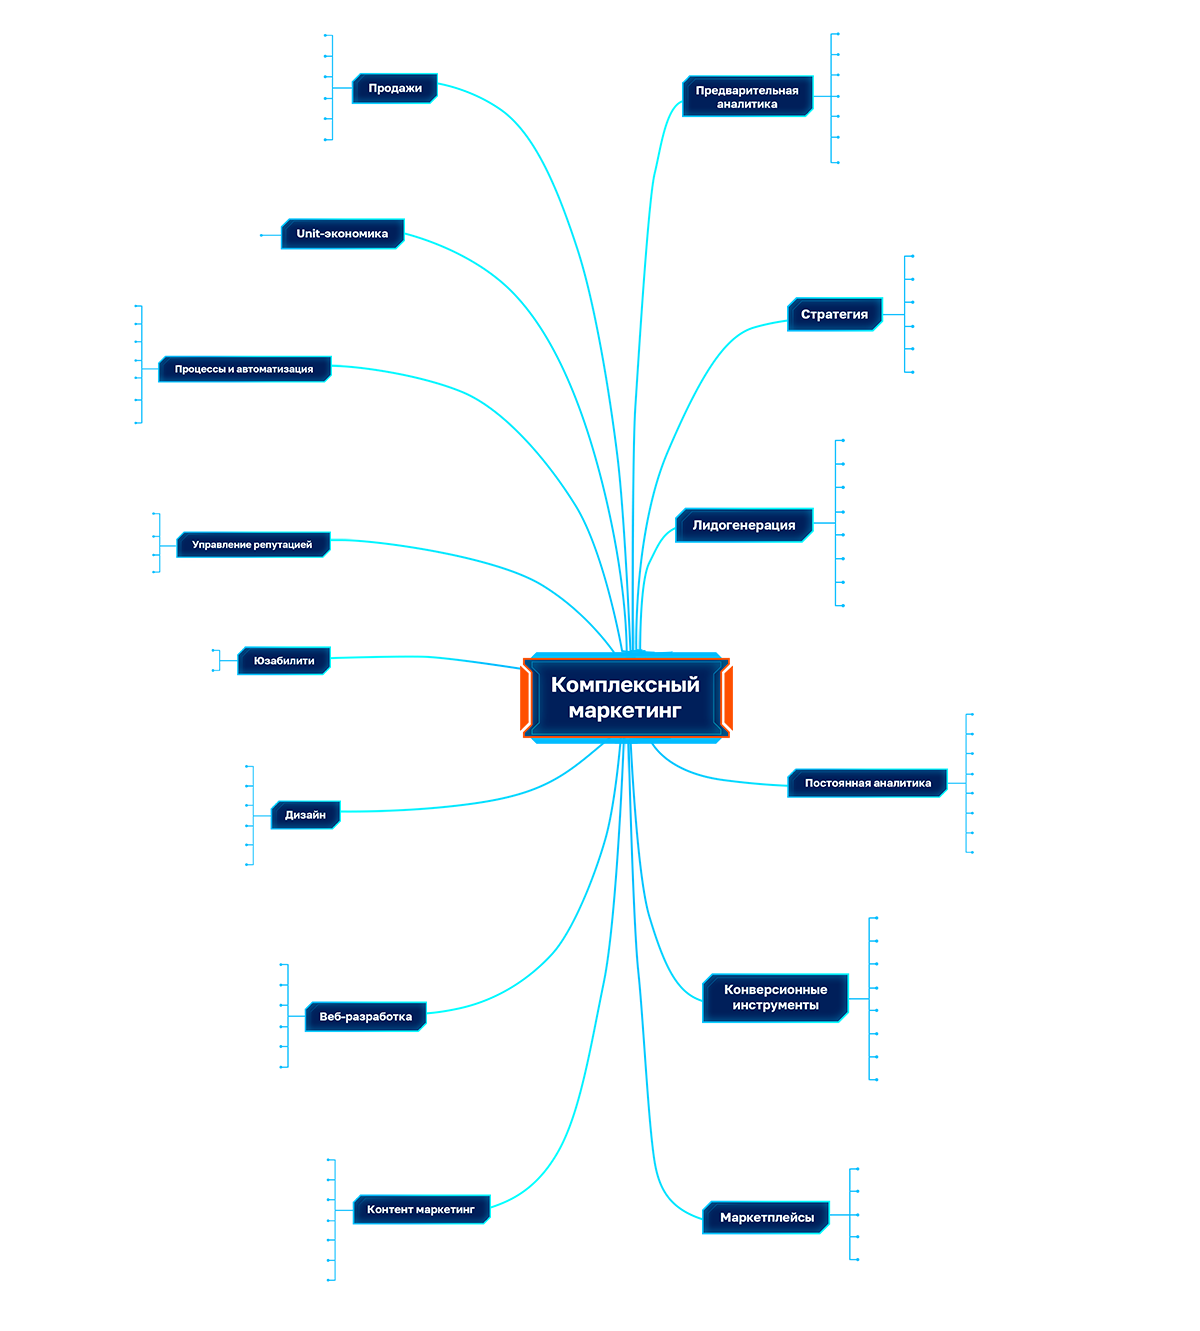 Продажи
Предварительная
аналитика
Unit-экономика
Стратегия
Процессы и автоматизация
Лидогенерация
Управление репутацией
Юзабилити
Комплексный
маркетинг
Постоянная аналитика
Дизайн
Конверсионные
инструменты
Веб-разработка
Контент маркетинг
Маркетплейсы